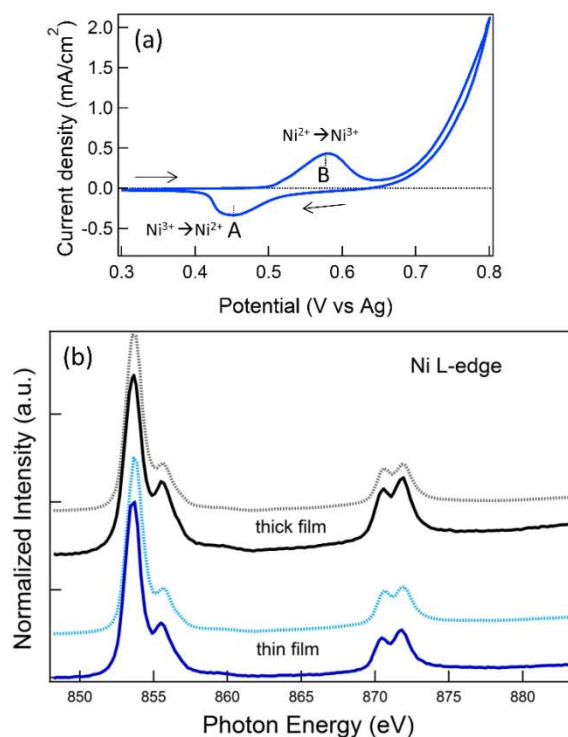 (a)
Current density (mA/cm²)
2.0
1.5
1.0
0.5
0.0
-0.5
Ni²⁺→Ni³⁺
B
Ni³⁺→Ni²⁺ A
0.3 0.4 0.5 0.6 0.7 0.8
Potential (V vs Ag)
(b)
Ni L-edge
Normalized Intensity (a.u.)
thick film
thin film
850 855 860 865 870 875 880
Photon Energy (eV)